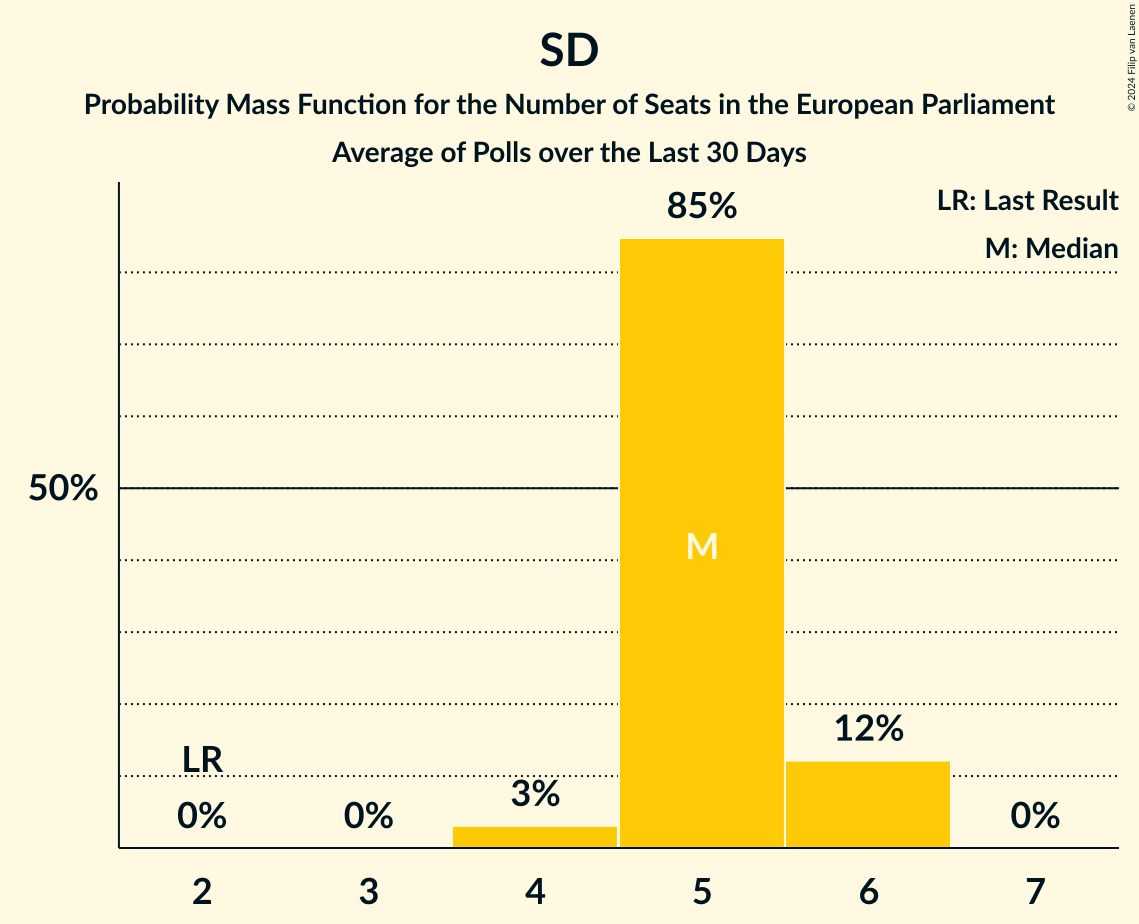 SD
Probability Mass Function for the Number of Seats in the European Parliament
Average of Polls over the Last 30 Days
© 2024 Filip van Laenen
LR: Last Result
M: Median
85%
50%
M
12%
LR
3%
0%
0%
0%
2
3
4
5
6
7